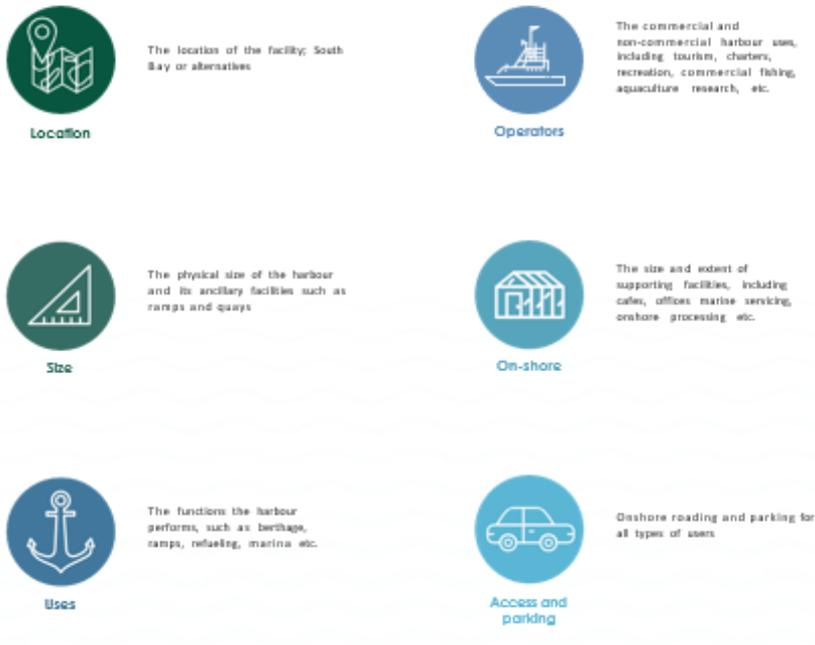 The location of the facility; South
Bay or alternatives
Location
The commercial and
non-commercial harbour uses,
including tourism, charters,
recreation, commercial fishing,
aquaculture research, etc.
Operators
The physical size of the harbour
and its ancillary facilities such as
ramps and quays
Size
The size and extent of
supporting facilities, including
cafes, offices marine servicing,
onshore processing etc.
On-shore
The functions the harbour
performs, such as berthage,
ramps, refueling, marina etc.
Uses
Onshore roading and parking for
all types of users
Access and
parking